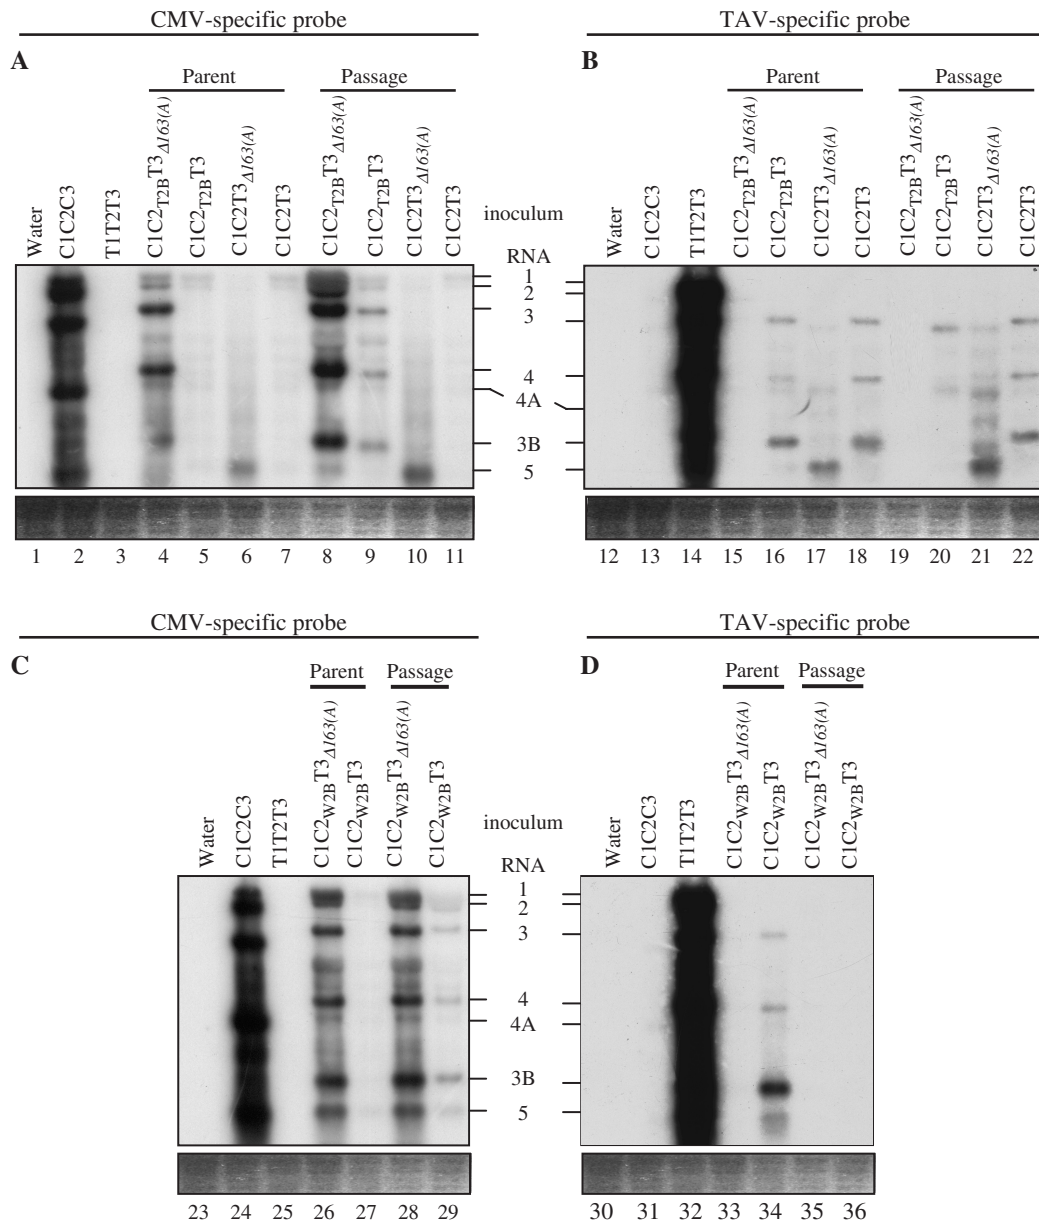 CMV-specific probe
TAV-specific probe
A
B
Parent
Passage
Parent
Passage
Water
C1C2C3
T1T2T3
C1C2T2BT3Δ163(A)
C1C2T2BT3
C1C2T3Δ163(A)
C1C2T3
C1C2T2BT3Δ163(A)
C1C2T2BT3
C1C2T3Δ163(A)
C1C2T3
inoculum
Water
C1C2C3
T1T2T3
C1C2T2BT3Δ163(A)
C1C2T2BT3
C1C2T3Δ163(A)
C1C2T3
C1C2T2BT3Δ163(A)
C1C2T2BT3
C1C2T3Δ163(A)
C1C2T3
RNA
1
2
3
4
4A
3B
5
1 2 3 4 5 6 7 8 9 10 11
12 13 14 15 16 17 18 19 20 21 22
CMV-specific probe
TAV-specific probe
C
D
Parent
Passage
Parent
Passage
Water
C1C2C3
T1T2T3
C1C2W2BT3Δ163(A)
C1C2W2BT3
C1C2W2BT3Δ163(A)
C1C2W2BT3
inoculum
Water
C1C2C3
T1T2T3
C1C2W2BT3Δ163(A)
C1C2W2BT3
C1C2W2BT3Δ163(A)
C1C2W2BT3
RNA
1
2
3
4
4A
3B
5
23 24 25 26 27 28 29
30 31 32 33 34 35 36